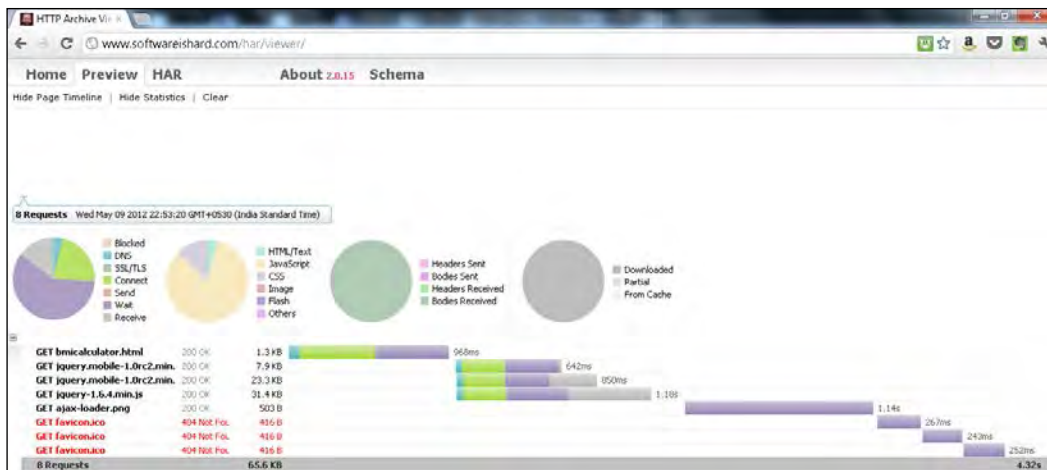 HTTP Archive Vie
www.softwareishard.com/har/viewer/
Home Preview HAR About 2.0.15 Schema
Hide Page Timeline | Hide Statistics | Clear
8 Requests Wed May 09 2012 22:53:20 GMT+0530 (India Standard Time)
Blocked
DNS
SSL/TLS
Connect
Send
Wait
Receive
HTML/Text
JavaScript
CSS
Image
Flash
Others
Headers Sent
Bodies Sent
Headers Received
Bodies Received
Downloaded
Partial
From Cache
GET bmicalculator.html 200 OK 1.3 KB 968ms
GET jquery.mobile-1.0rc2.min. 200 OK 7.9 KB 642ms
GET jquery.mobile-1.0rc2.min. 200 OK 23.3 KB 850ms
GET jquery-1.6.4.min.js 200 OK 31.4 KB
GET ajax-loader.png 200 OK 503 B 1.14s
GET favicon.ico 404 Not Fou 416 B 267ms
GET favicon.ico 404 Not Fou 416 B 243ms
GET favicon.ico 404 Not Fou 416 B 252ms
8 Requests 65.6 KB 4.32s